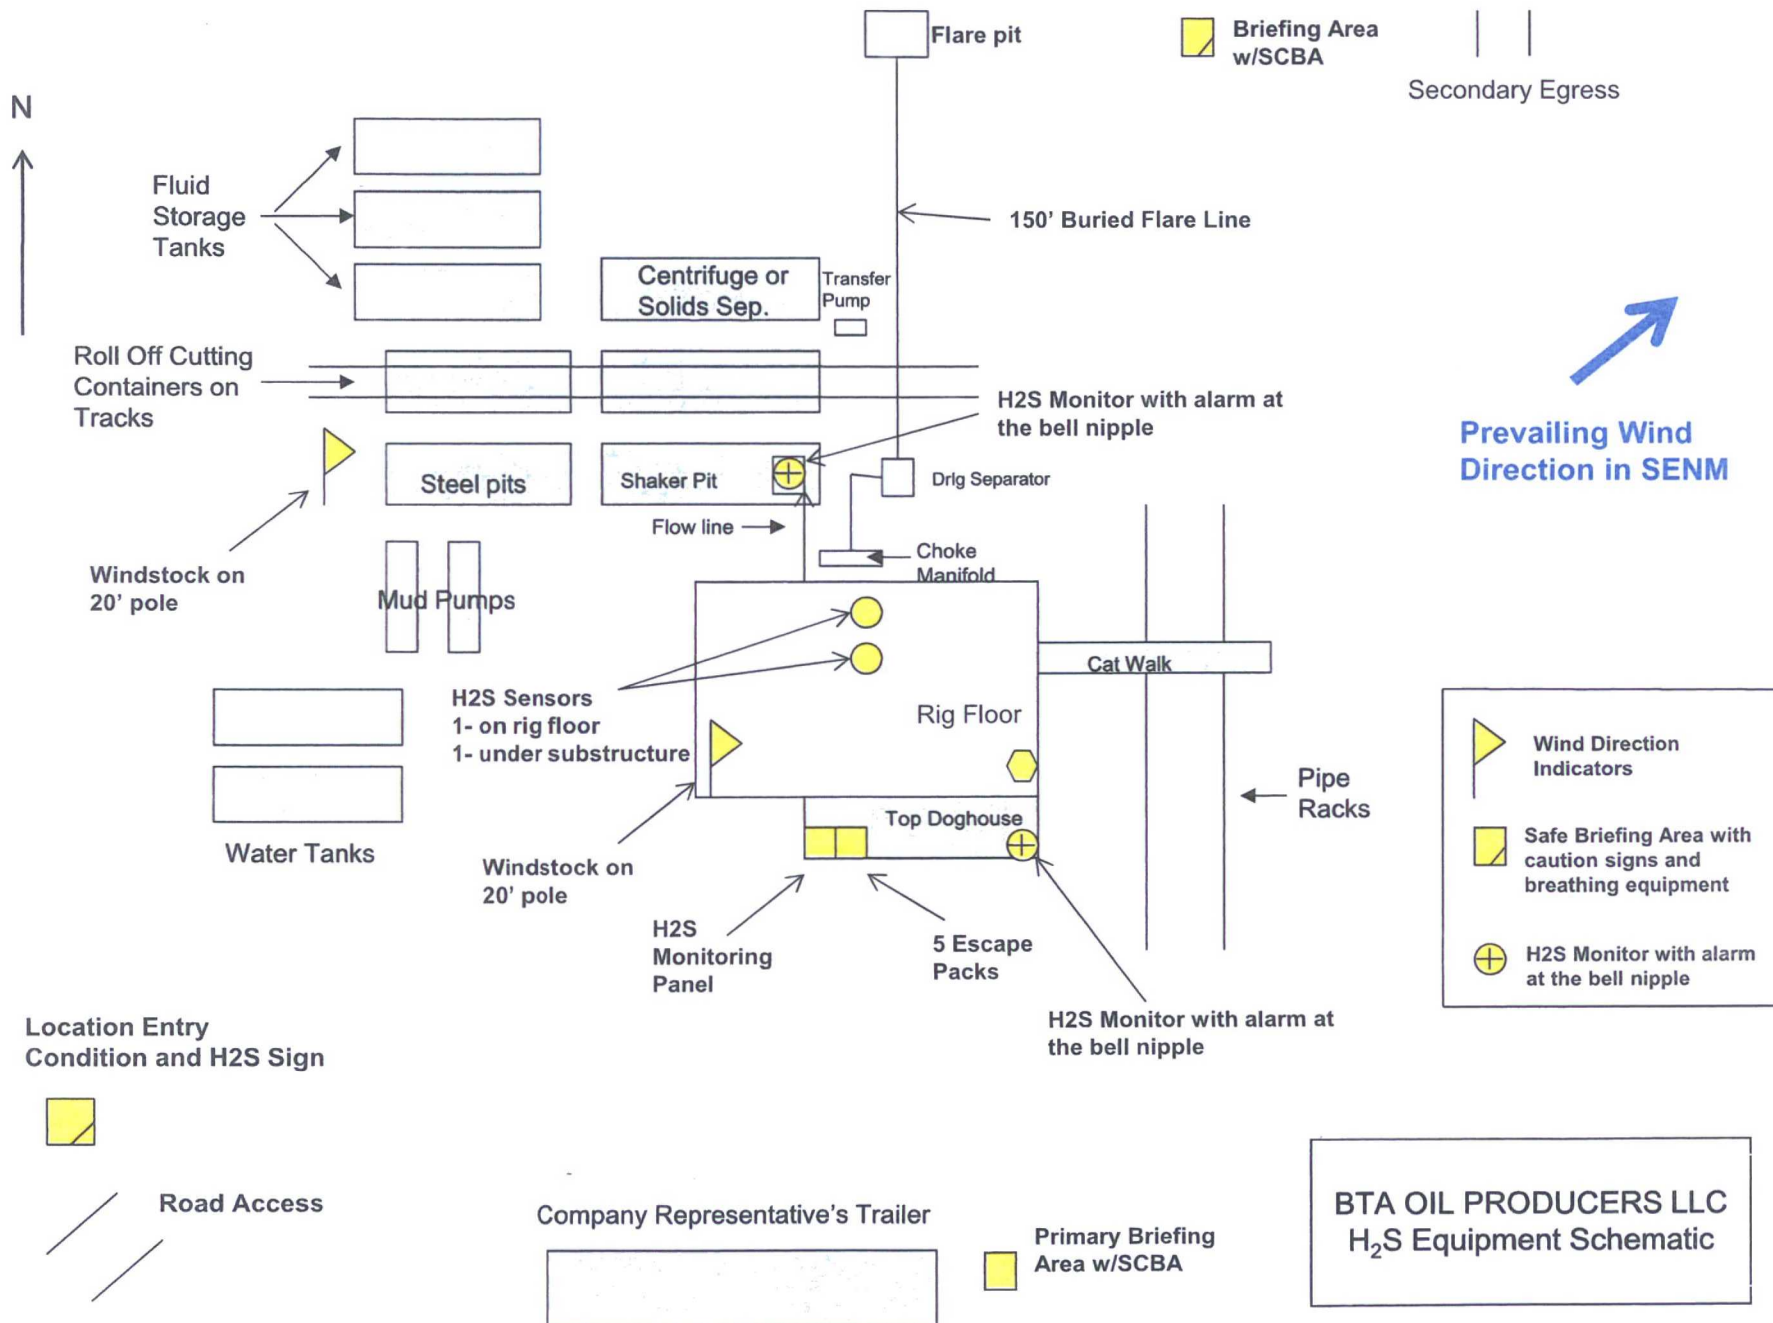 Flare pit
Briefing Area
w/SCBA
Secondary Egress
N
Fluid
Storage
Tanks
150' Buried Flare Line
Centrifuge or
Solids Sep.
Transfer
Pump
Roll Off Cutting
Containers on
Tracks
H2S Monitor with alarm at
the bell nipple
Prevailing Wind
Direction in SENM
Steel pits
Shaker Pit
Drlg Separator
Flow line
Choke
Manifold
Windstock on
20' pole
Mud Pumps
Cat Walk
H2S Sensors
1- on rig floor
1- under substructure
Rig Floor
Wind Direction
Indicators
Pipe
Racks
Top Doghouse
Safe Briefing Area with
caution signs and
breathing equipment
Water Tanks
Windstock on
20' pole
H2S
Monitoring
Panel
5 Escape
Packs
H2S Monitor with alarm
at the bell nipple
H2S Monitor with alarm at
the bell nipple
Location Entry
Condition and H2S Sign
Road Access
Company Representative's Trailer
Primary Briefing
Area w/SCBA
BTA OIL PRODUCERS LLC
H₂S Equipment Schematic